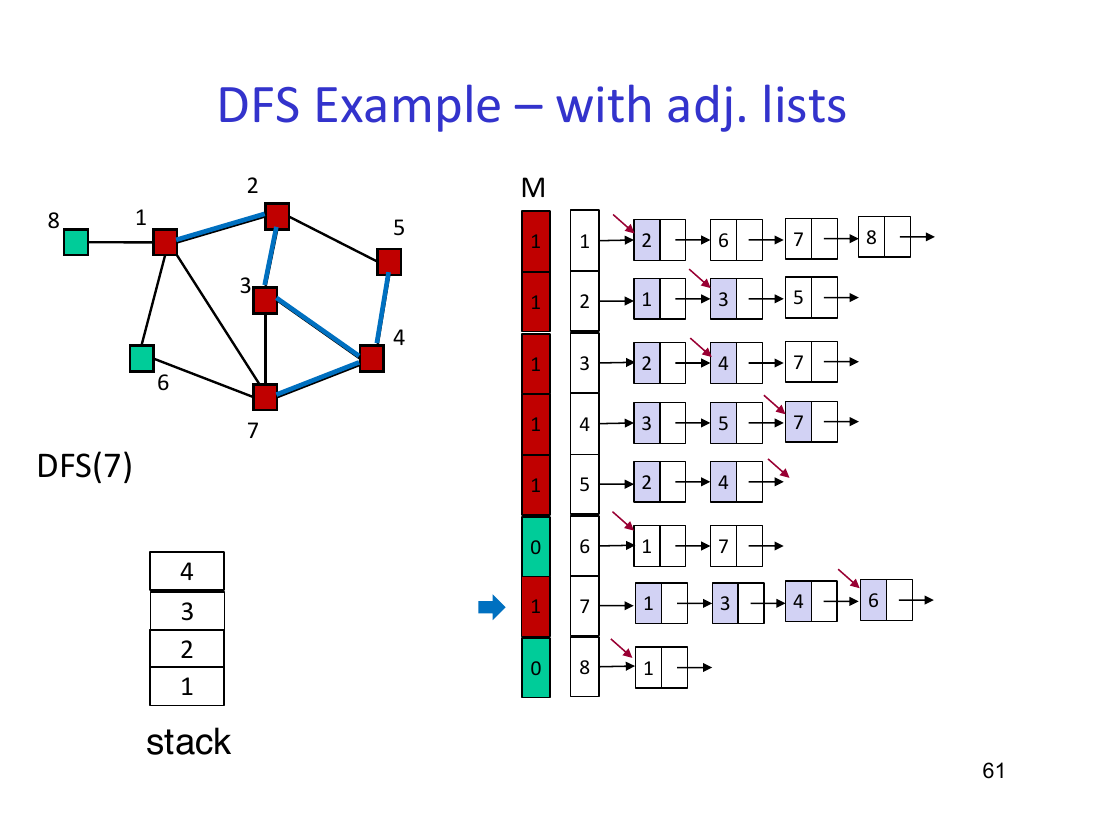 DFS Example – with adj. lists
2
8
1
5
3
4
6
7
DFS(7)
4
3
2
1
stack
M
1 1 2 6 7 8
1 2 1 3 5
1 3 2 4 7
1 4 3 5 7
1 5 2 4
0 6 1 7
1 7 1 3 4 6
0 8 1
61